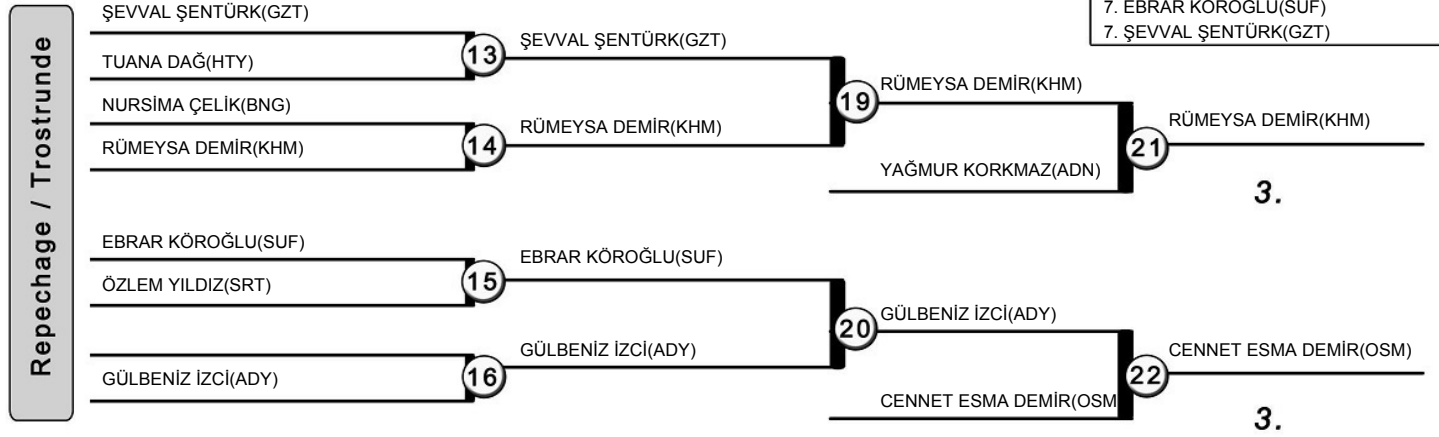 Repechage / Trostrunde
7. EBRAR KÖROĞLU(SUF)
7. ŞEVVAL ŞENTÜRK(GZT)
ŞEVVAL ŞENTÜRK(GZT)
TUANA DAĞ(HTY)
13
ŞEVVAL ŞENTÜRK(GZT)
NURSİMA ÇELİK(BNG)
RÜMEYSA DEMİR(KHM)
14
RÜMEYSA DEMİR(KHM)
19
RÜMEYSA DEMİR(KHM)
YAĞMUR KORKMAZ(ADN)
21
RÜMEYSA DEMİR(KHM)
3.
EBRAR KÖROĞLU(SUF)
ÖZLEM YILDIZ(SRT)
15
EBRAR KÖROĞLU(SUF)
GÜLBENİZ İZCİ(ADY)
16
GÜLBENİZ İZCİ(ADY)
20
GÜLBENİZ İZCİ(ADY)
CENNET ESMA DEMİR(OSM
22
CENNET ESMA DEMİR(OSM)
3.